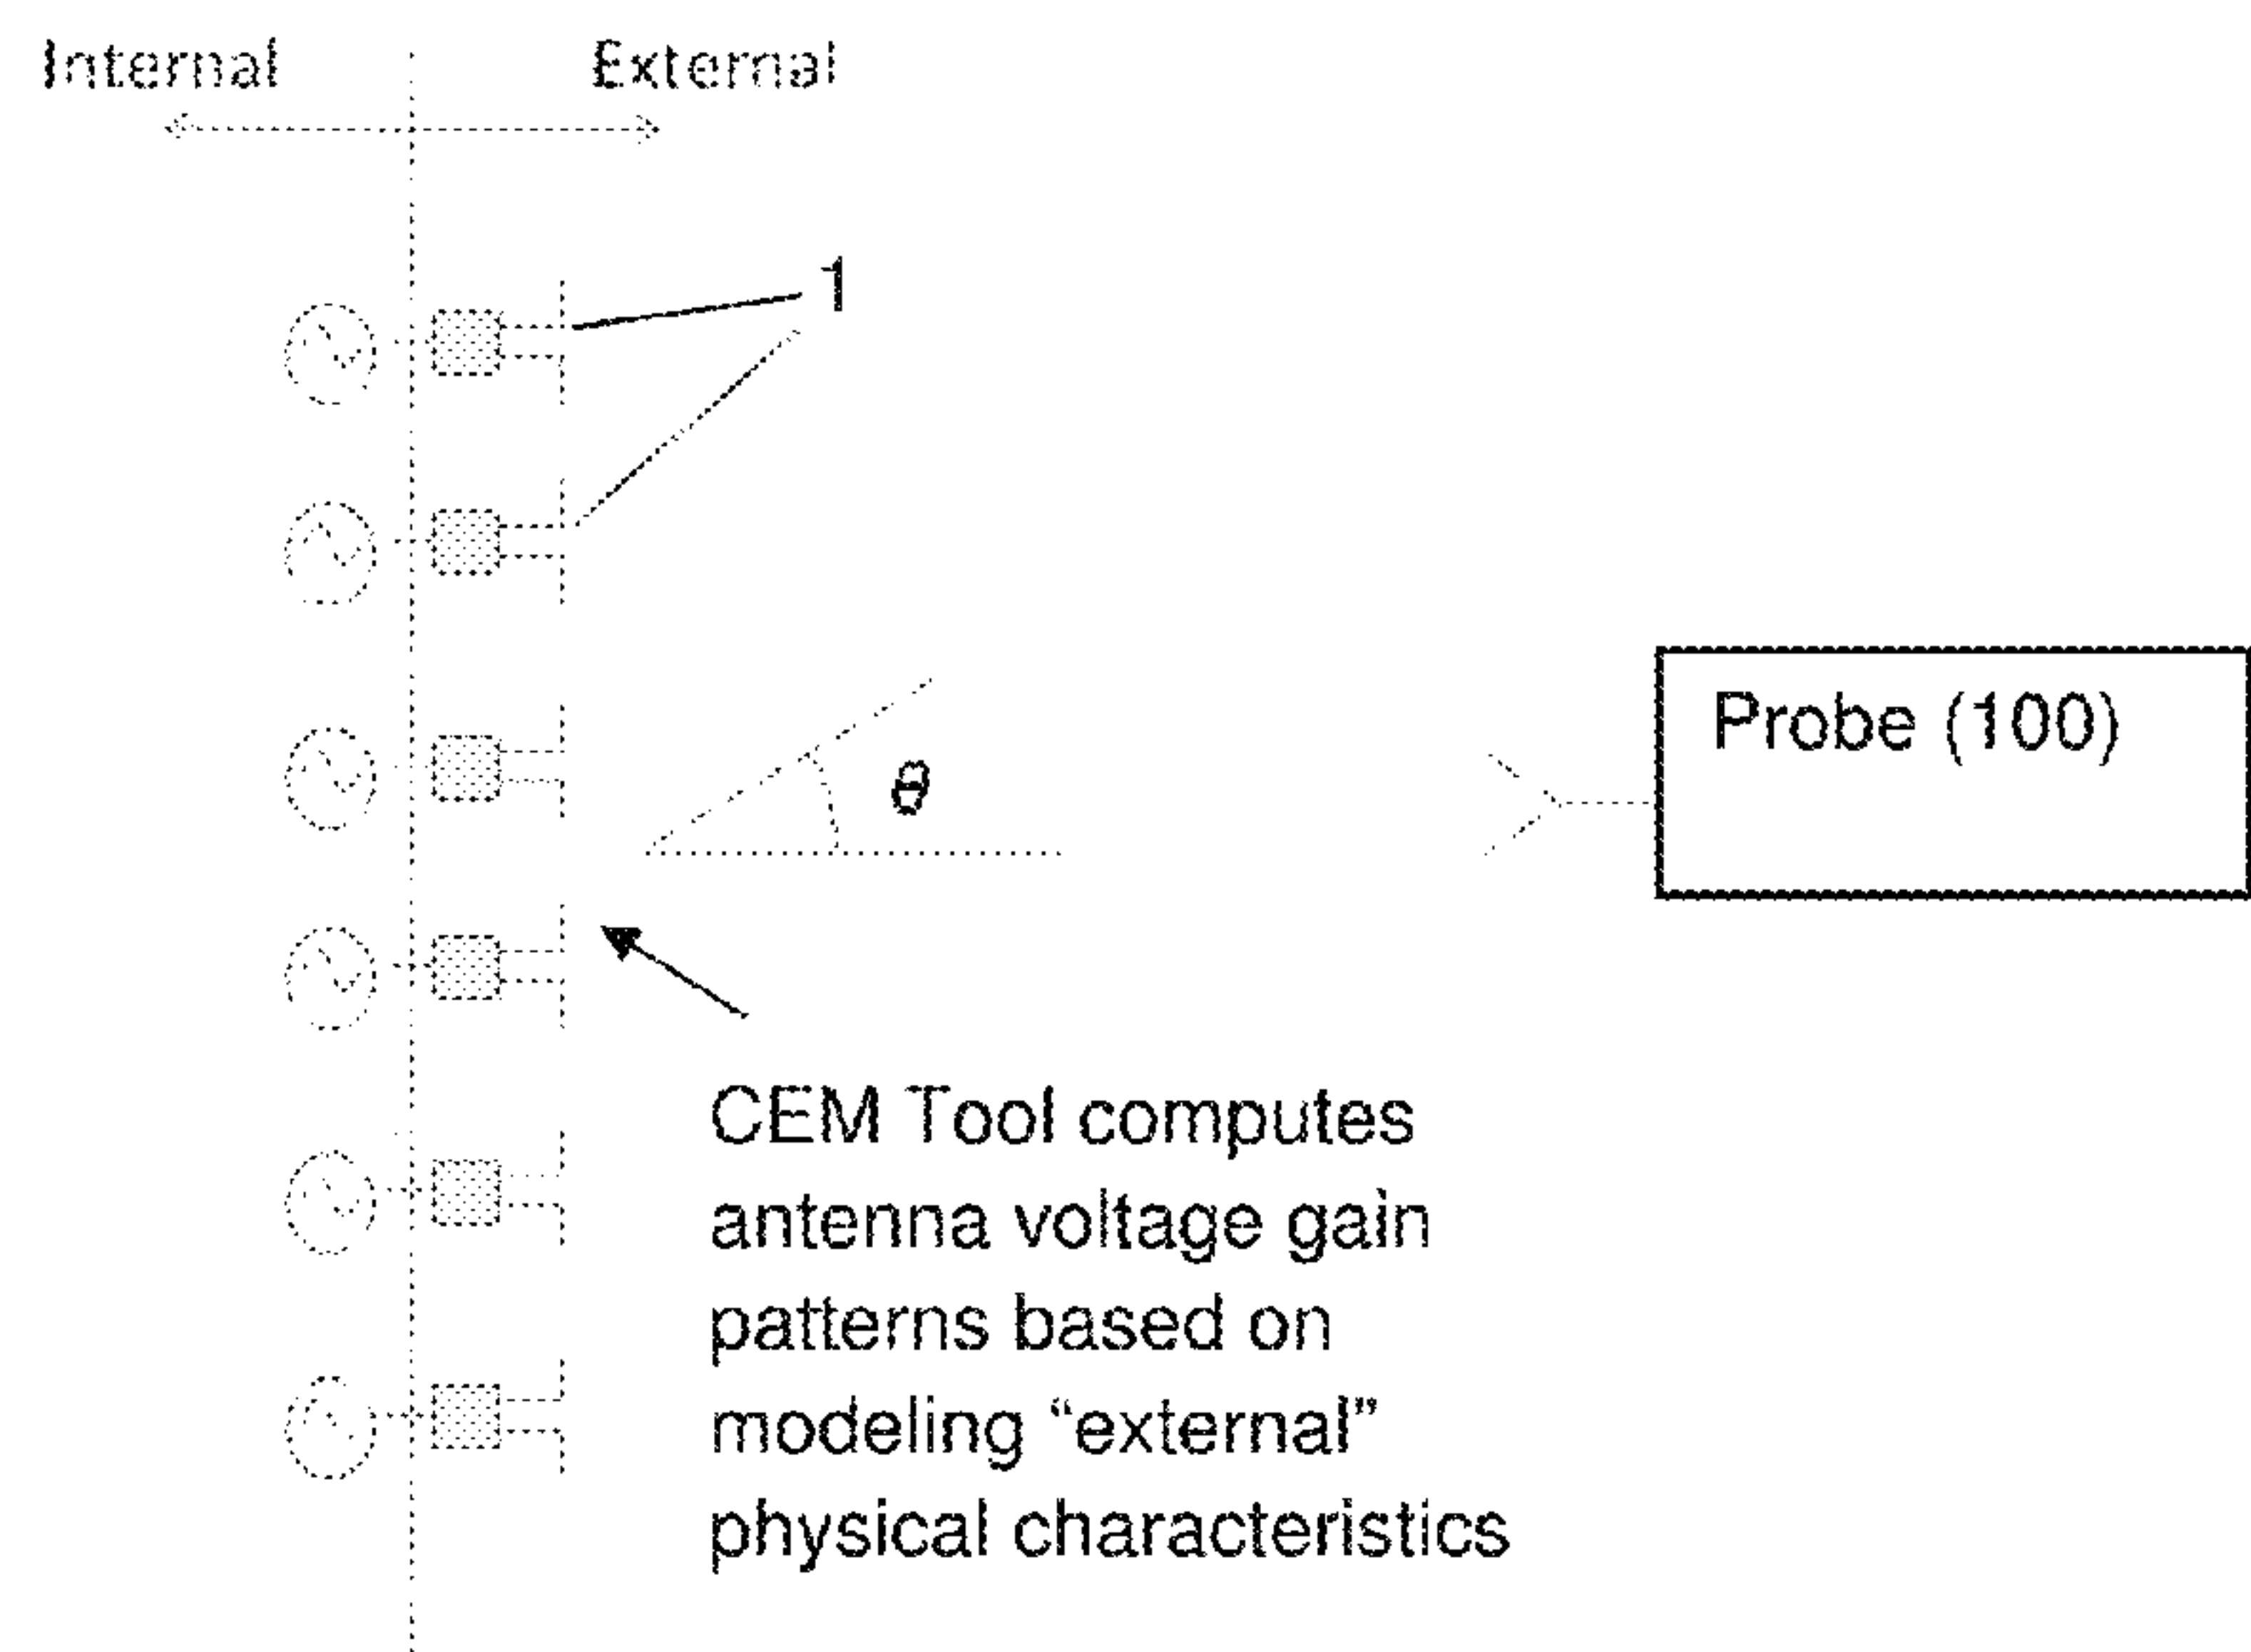 Internal
External
1
θ
Probe (100)
CEM Tool computes
antenna voltage gain
patterns based on
modeling “external”
physical characteristics